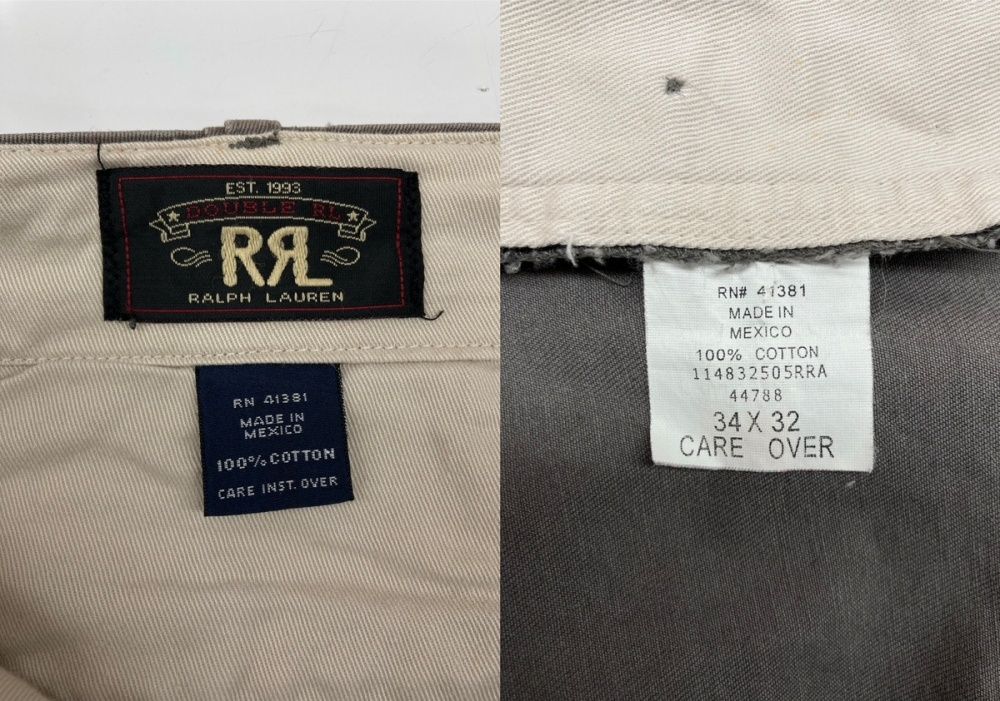 EST. 1993
DOUBLE RL
RRL
RALPH LAUREN
RN 41381
MADE IN
MEXICO
100% COTTON
CARE INST. OVER
RN# 41381
MADE IN
MEXICO
100% COTTON
114832505RRA
44788
34 X 32
CARE OVER